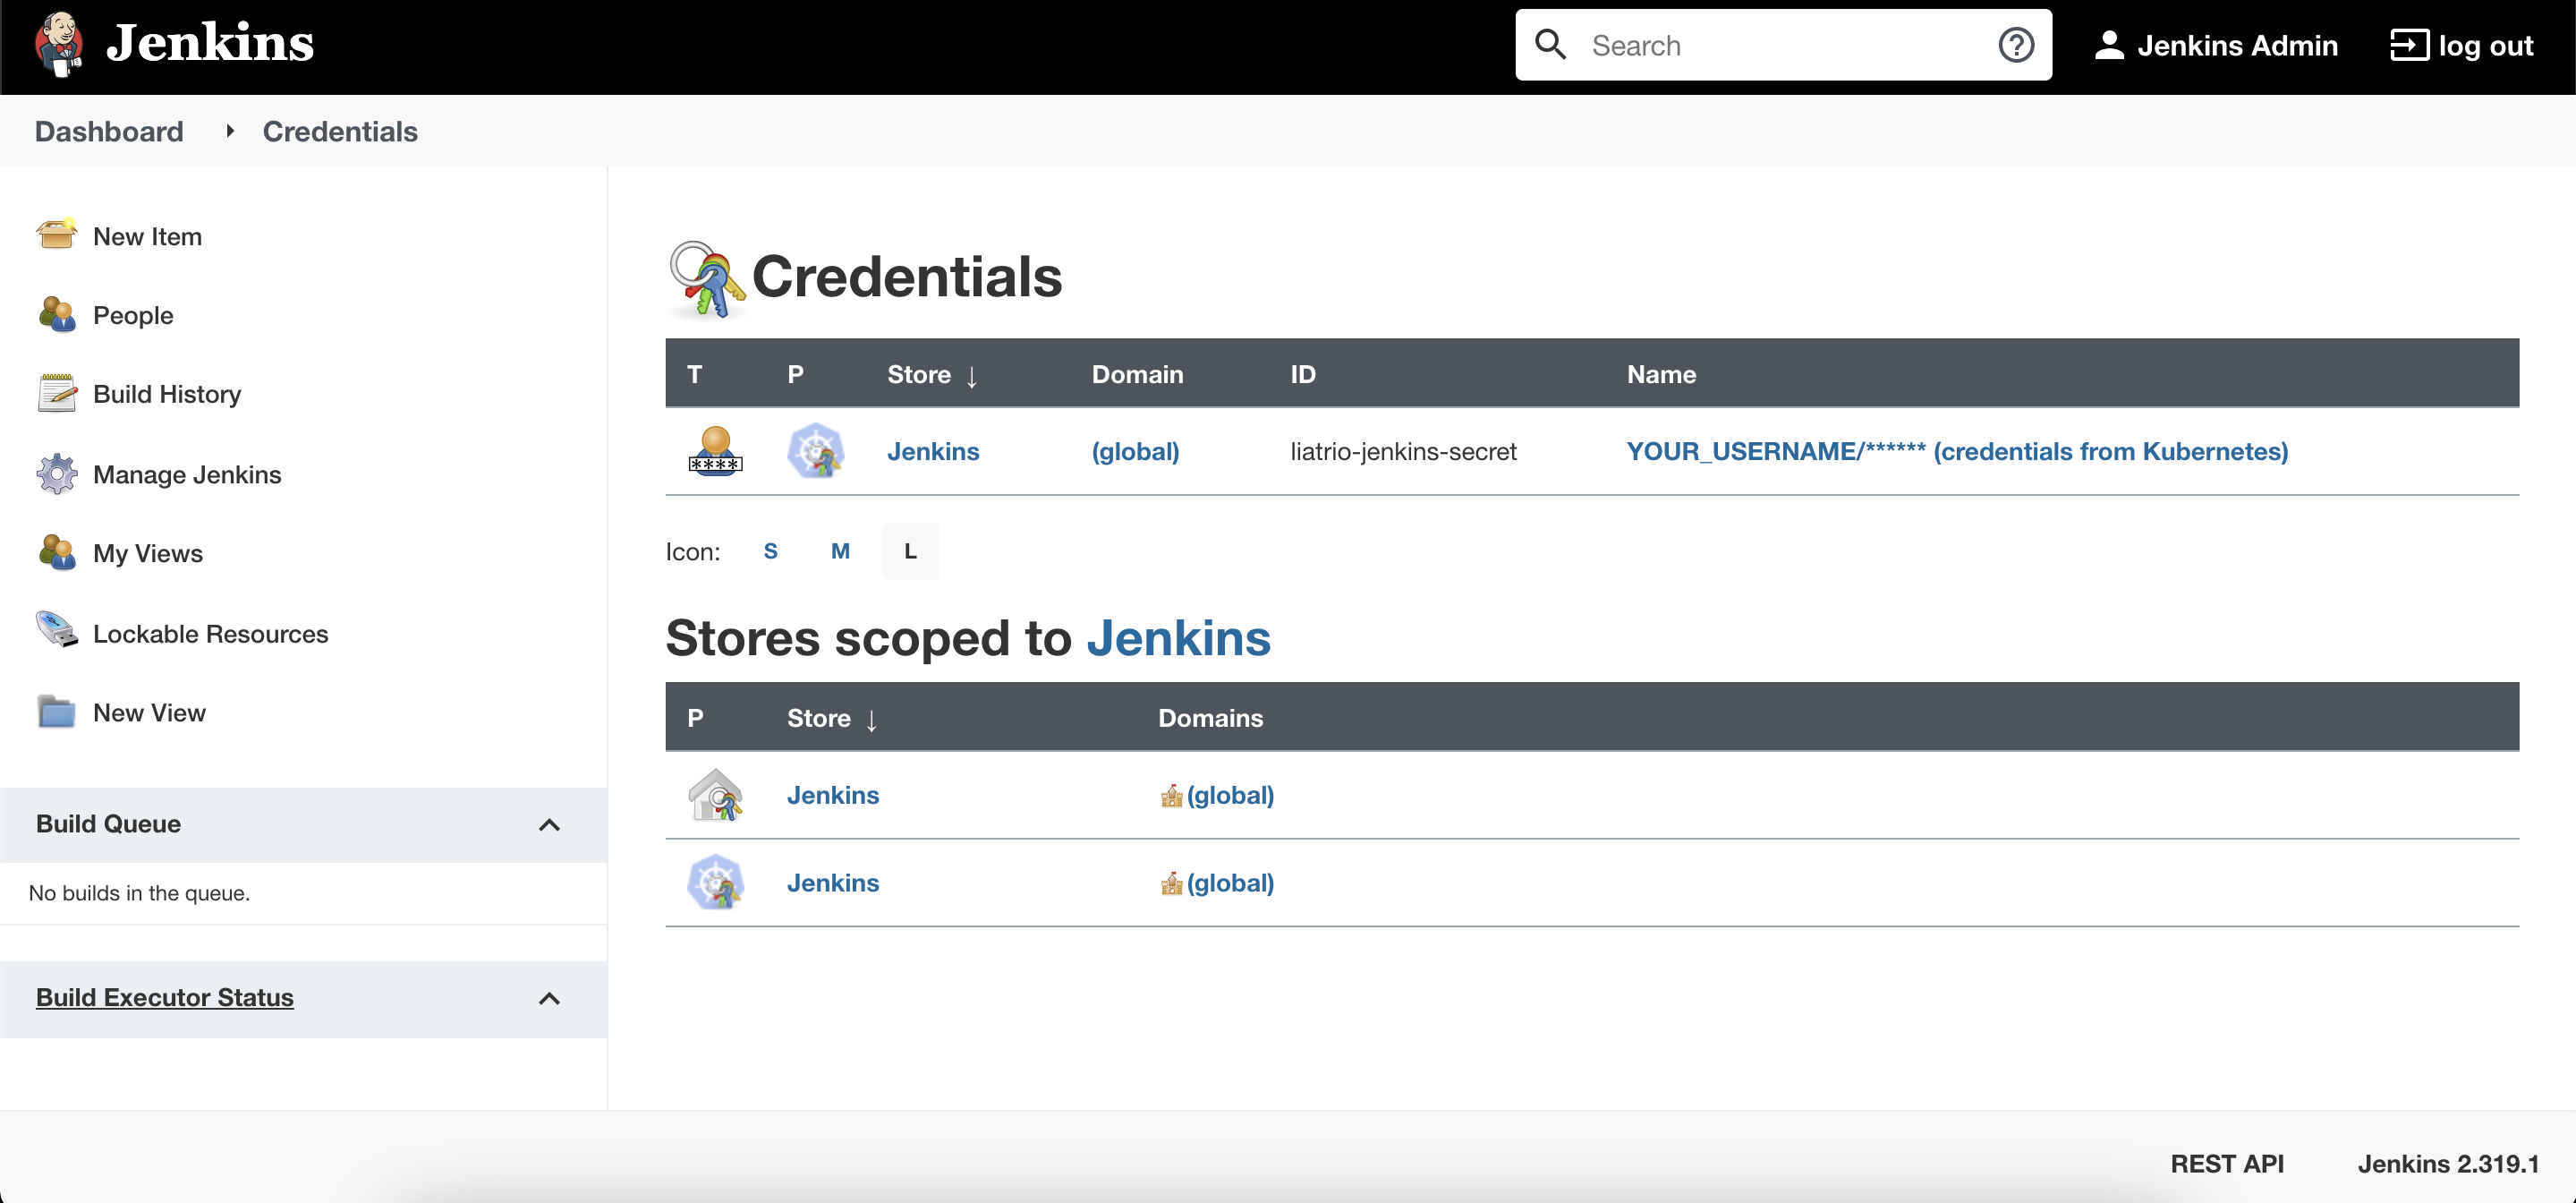 Jenkins
Search
Jenkins Admin
log out
Dashboard
Credentials
New Item
People
Build History
Manage Jenkins
My Views
Lockable Resources
New View
Build Queue
No builds in the queue.
Build Executor Status
Credentials
T P Store ↓ Domain ID Name
**** Jenkins (global) liatrio-jenkins-secret YOUR_USERNAME/****** (credentials from Kubernetes)
Icon: S M L
Stores scoped to Jenkins
P Store ↓ Domains
Jenkins (global)
Jenkins (global)
REST API Jenkins 2.319.1